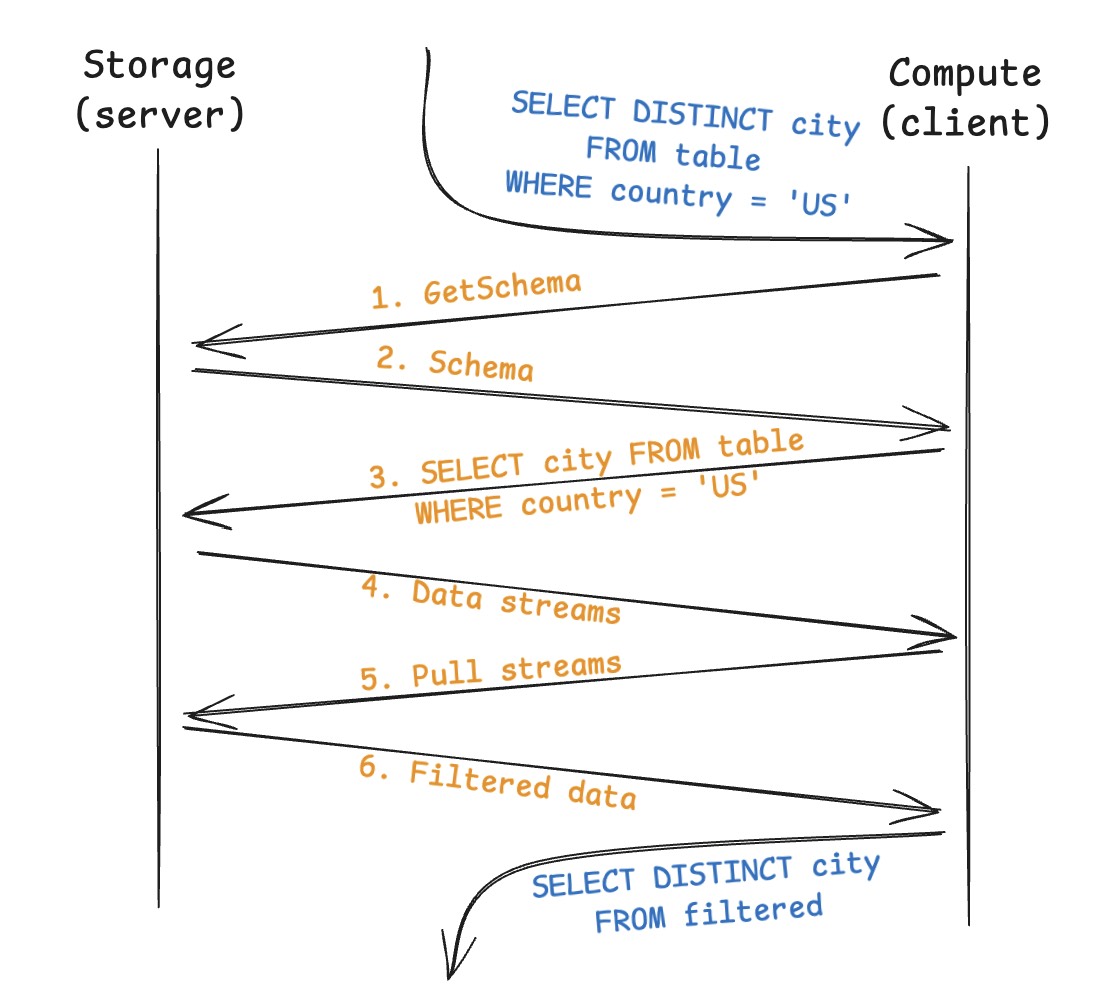 Storage
(server)
Compute
(client)
SELECT DISTINCT city
FROM table
WHERE country = 'US'
1. GetSchema
2. Schema
3. SELECT city FROM table
WHERE country = 'US'
4. Data streams
5. Pull streams
6. Filtered data
SELECT DISTINCT city
FROM filtered